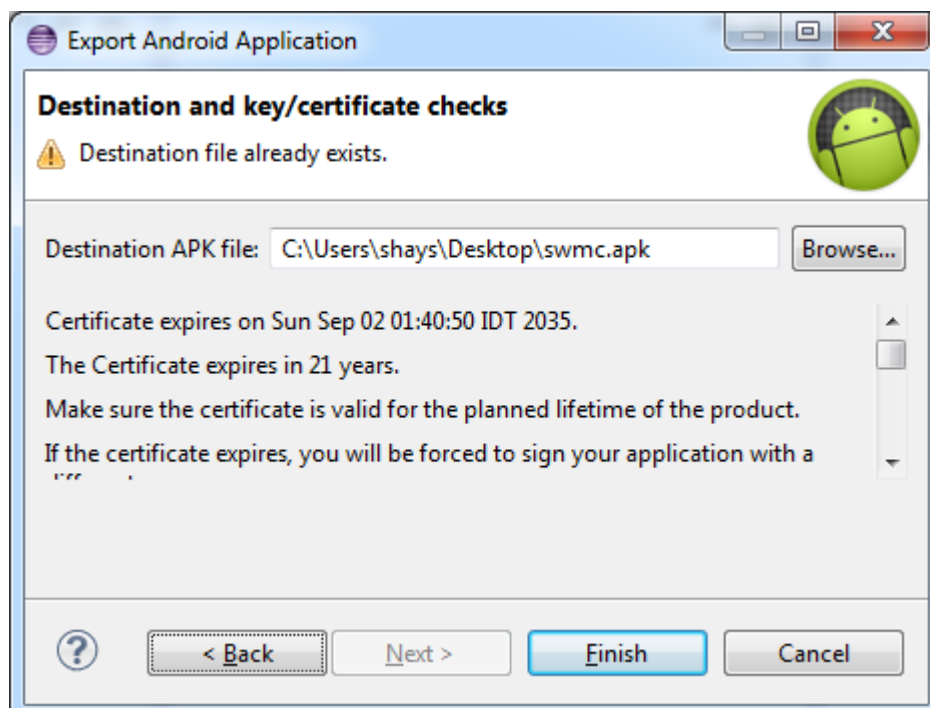 Export Android Application
Destination and key/certificate checks
Destination file already exists.
Destination APK file: C:\Users\shays\Desktop\swmc.apk Browse...
Certificate expires on Sun Sep 02 01:40:50 IDT 2035.
The Certificate expires in 21 years.
Make sure the certificate is valid for the planned lifetime of the product.
If the certificate expires, you will be forced to sign your application with a
< Back Next > Finish Cancel